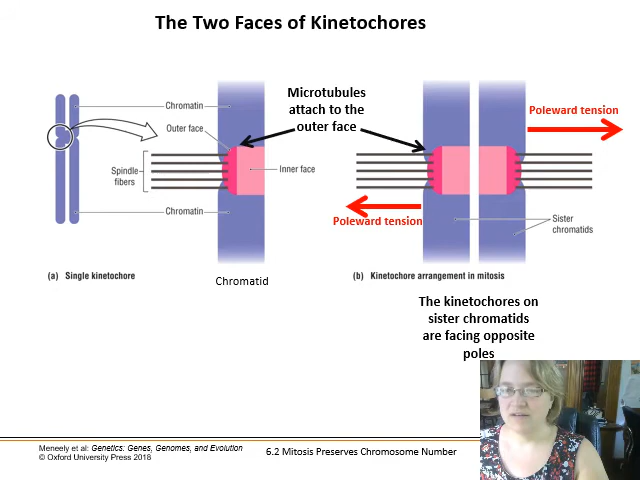 The Two Faces of Kinetochores
Microtubules
attach to the
outer face
Chromatin
Outer face
Spindle
fibers
Inner face
Chromatin
(a) Single kinetochore
Chromatid
Poleward tension
Poleward tension
Sister
chromatids
(b) Kinetochore arrangement in mitosis
The kinetochores on
sister chromatids
are facing opposite
poles
Meneely et al: Genetics: Genes, Genomes, and Evolution
© Oxford University Press 2018
6.2 Mitosis Preserves Chromosome Number